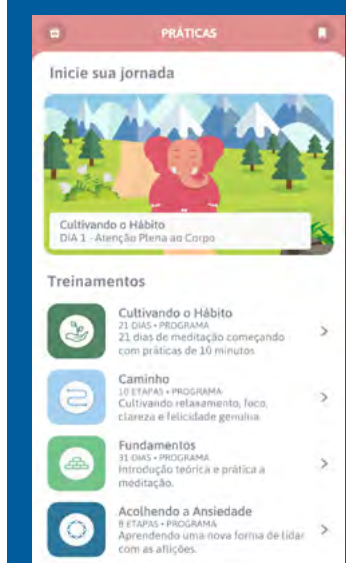 PRÁTICAS
Inicie sua jornada
Cultivando o Hábito
DIA 1 - Atenção Plena ao Corpo
Treinamentos
Cultivando o Hábito
21 DIAS • PROGRAMA
21 dias de meditação começando
com práticas de 10 minutos
Caminho
10 ETAPAS • PROGRAMA
Cultivando relaxamento, foco,
clareza e felicidade genuína.
Fundamentos
31 DIAS • PROGRAMA
Introdução teórica e prática a
meditação.
Acolhendo a Ansiedade
8 ETAPAS • PROGRAMA
Aprendendo uma nova forma de lidar
com as aflições.